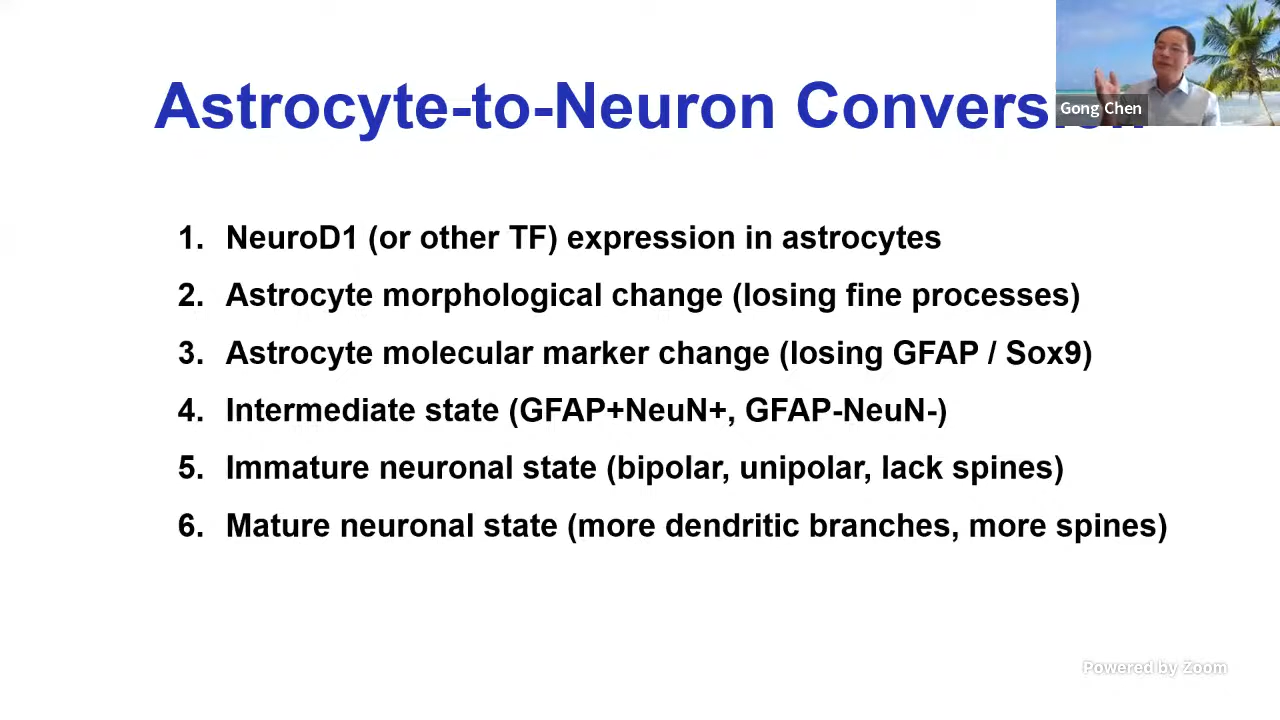 Astrocyte-to-Neuron Conversion
Gong Chen
1. NeuroD1 (or other TF) expression in astrocytes
2. Astrocyte morphological change (losing fine processes)
3. Astrocyte molecular marker change (losing GFAP / Sox9)
4. Intermediate state (GFAP+NeuN+, GFAP-NeuN-)
5. Immature neuronal state (bipolar, unipolar, lack spines)
6. Mature neuronal state (more dendritic branches, more spines)
Powered by Zoom